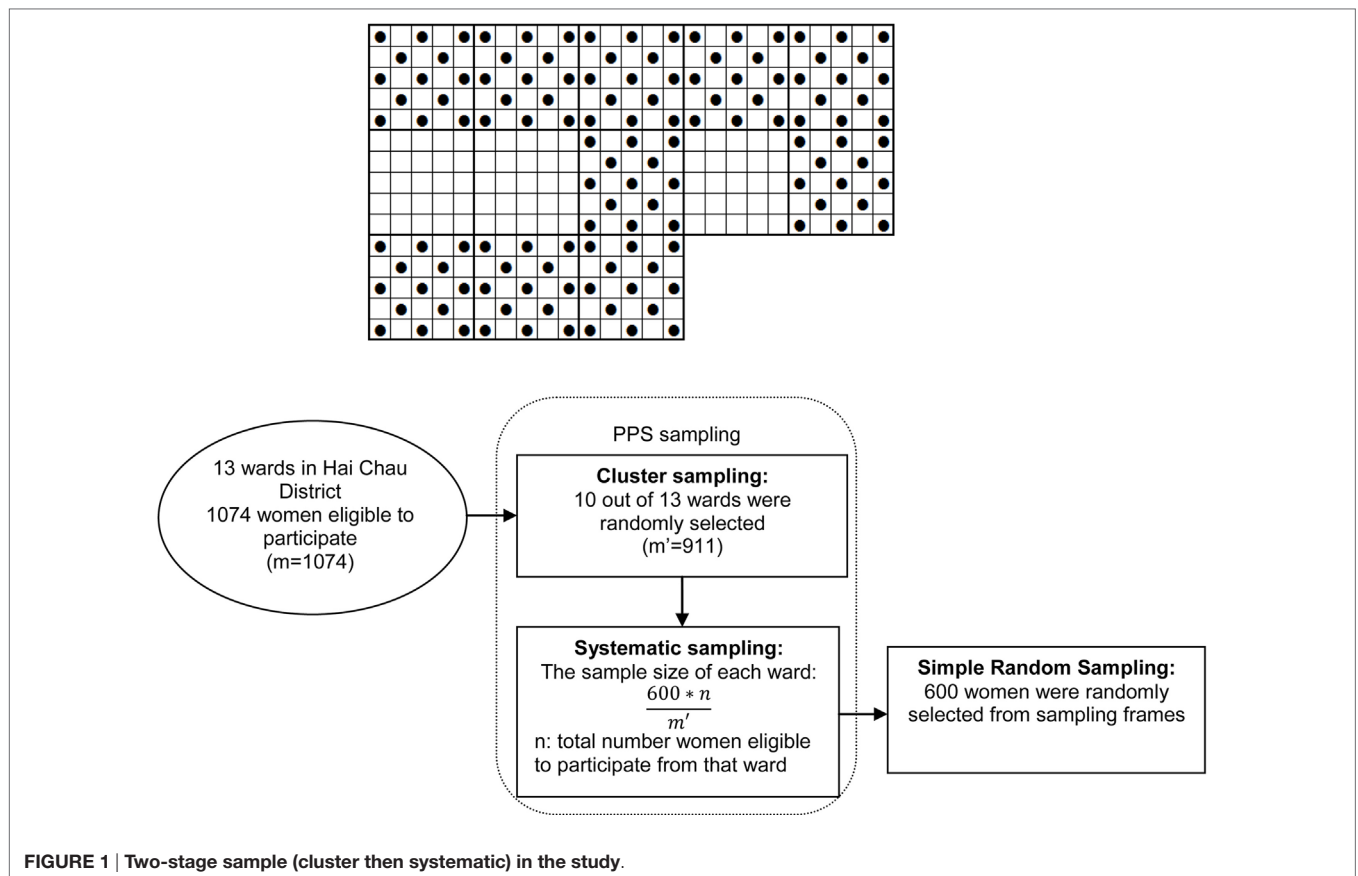 PPS sampling
13 wards in Hai Chau
District
1074 women eligible to
participate
(m=1074)
Cluster sampling:
10 out of 13 wards were
randomly selected
(m’=911)
Systematic sampling:
The sample size of each ward:
600 * n
m′
n: total number women eligible
to participate from that ward
Simple Random Sampling:
600 women were randomly
selected from sampling frames
FIGURE 1 | Two-stage sample (cluster then systematic) in the study.